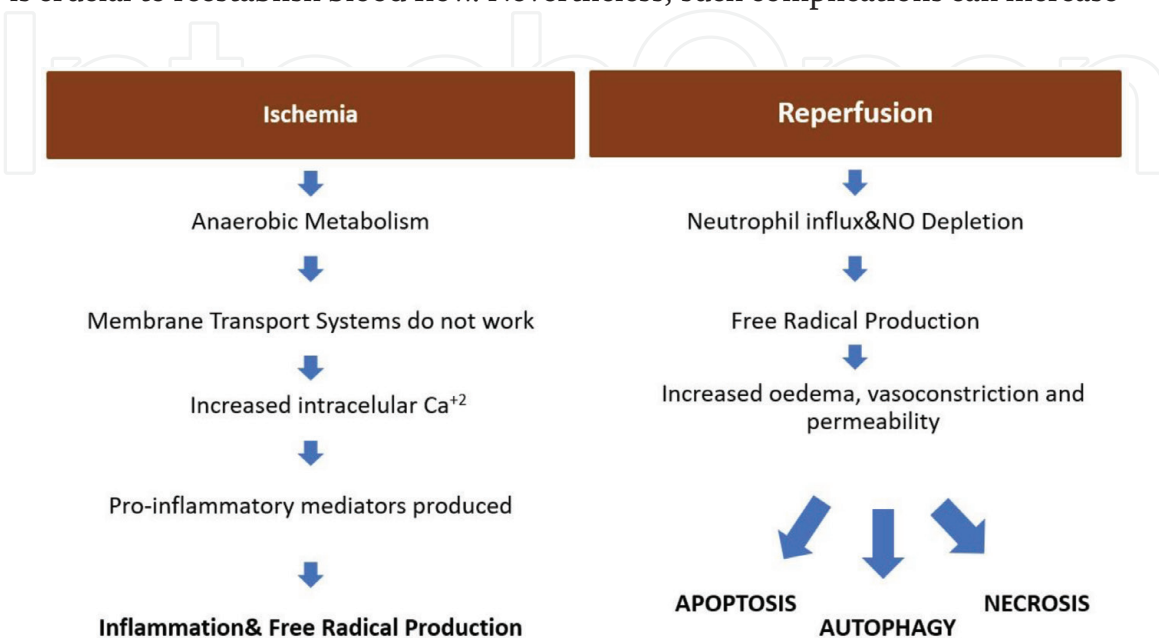 is crucial to reestablish blood flow. Nevertheless, such complications can increase
IntechOpen
Ischemia
Anaerobic Metabolism
Membrane Transport Systems do not work
Increased intracelular Ca⁺²
Pro-inflammatory mediators produced
Inflammation& Free Radical Production
Reperfusion
Neutrophil influx&NO Depletion
Free Radical Production
Increased oedema, vasoconstriction and
permeability
APOPTOSIS
AUTOPHAGY
NECROSIS